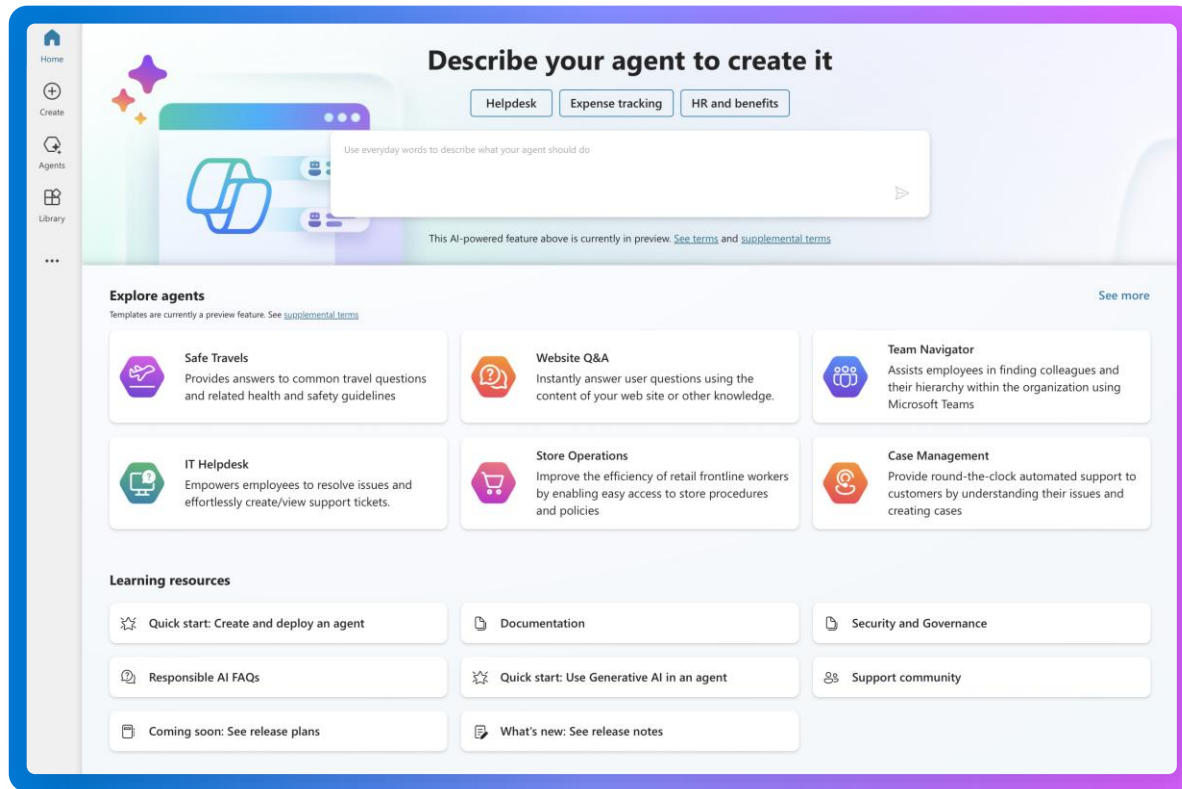 Home
Create
Agents
Library
Describe your agent to create it
Helpdesk
Expense tracking
HR and benefits
Use everyday words to describe what your agent should do
This AI-powered feature above is currently in preview. See terms and supplemental terms
Explore agents
See more
Templates are currently a preview feature. See supplemental terms
Safe Travels
Provides answers to common travel questions
and related health and safety guidelines
Website Q&A
Instantly answer user questions using the
content of your web site or other knowledge.
Team Navigator
Assists employees in finding colleagues and
their hierarchy within the organization using
Microsoft Teams
IT Helpdesk
Empowers employees to resolve issues and
effortlessly create/view support tickets.
Store Operations
Improve the efficiency of retail frontline workers
by enabling easy access to store procedures
and policies
Case Management
Provide round-the-clock automated support to
customers by understanding their issues and
creating cases
Learning resources
Quick start: Create and deploy an agent
Documentation
Security and Governance
Responsible AI FAQs
Quick start: Use Generative AI in an agent
Support community
Coming soon: See release plans
What's new: See release notes